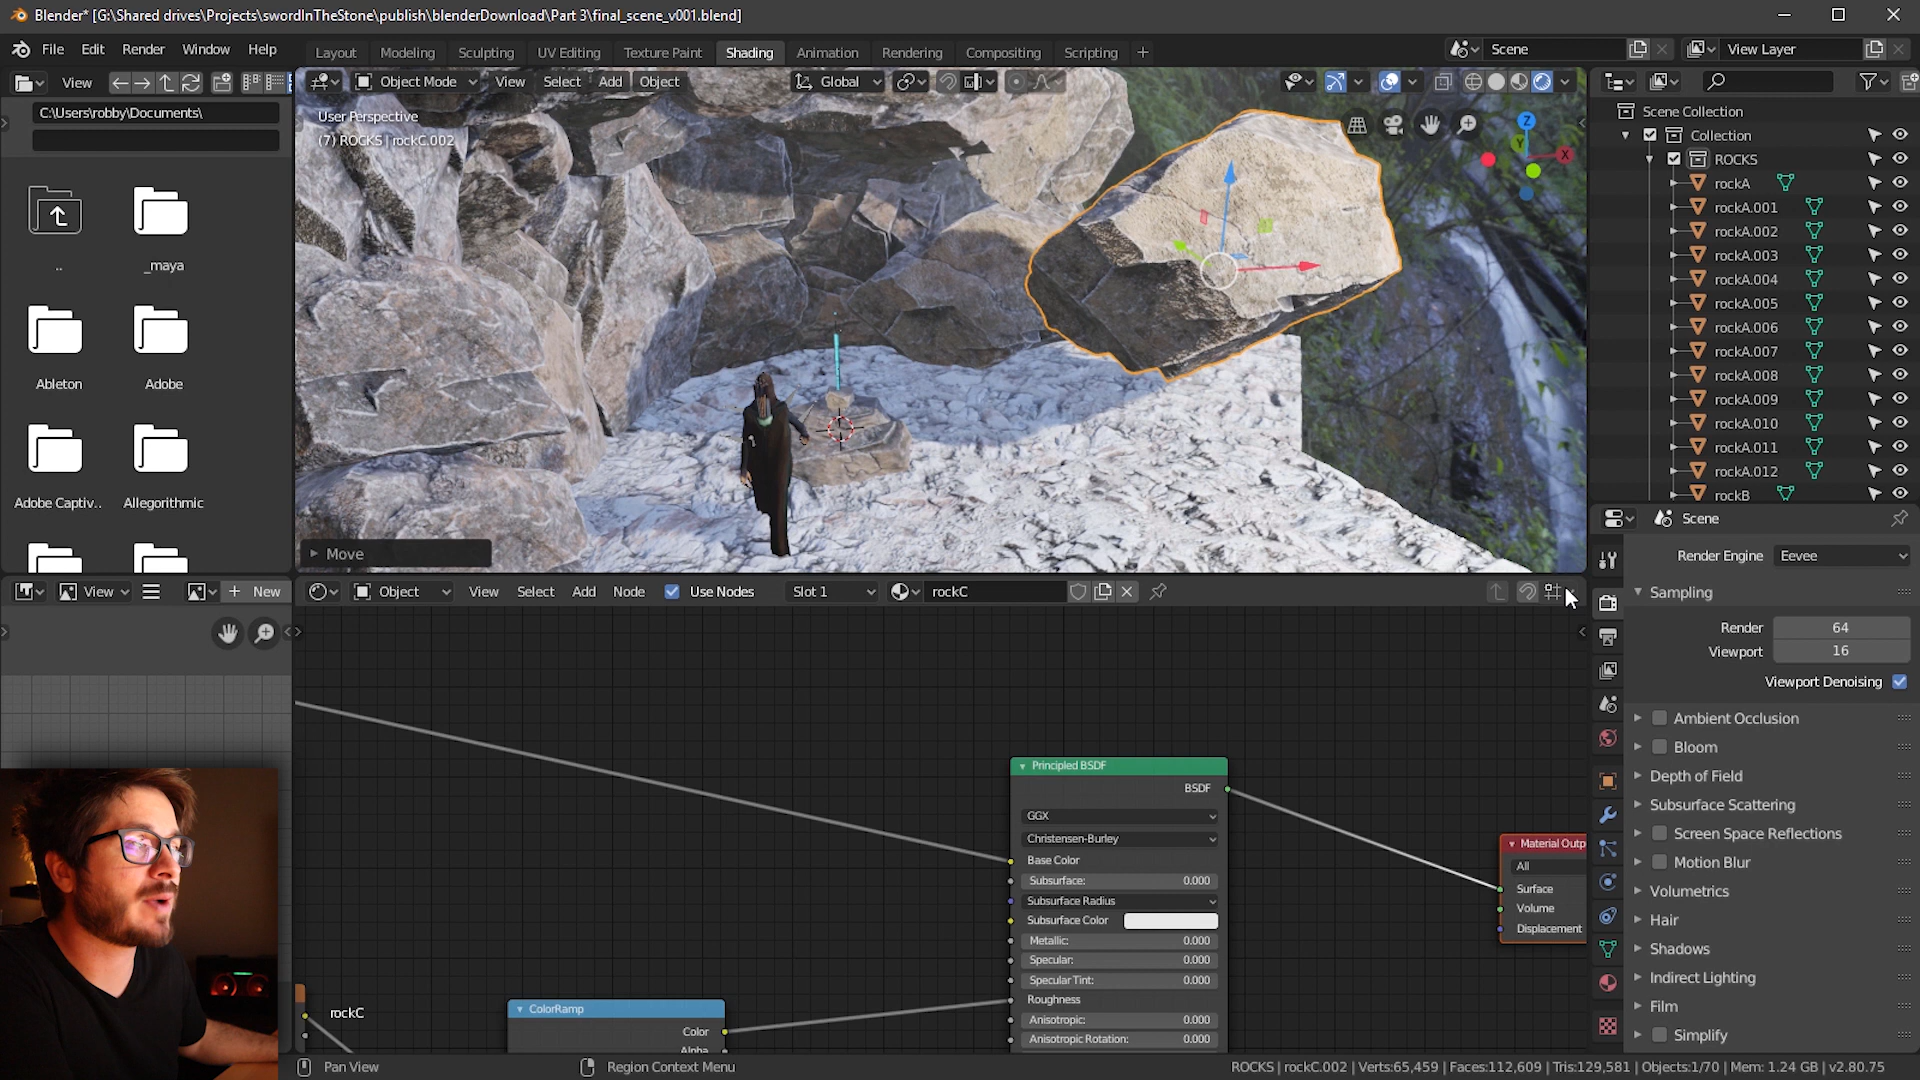 Blender* [G:\Shared drives\Projects\swordInTheStone\publish\blenderDownload\Part 3\final_scene_v001.blend]
File Edit Render Window Help
Layout Modeling Sculpting UV Editing Texture Paint Shading Animation Rendering Compositing Scripting +
Scene
View Layer
View
Object Mode View Select Add Object
Global
C:\Users\robby\Documents\
..
_maya
Ableton
Adobe
Adobe Captiv..
Allegorithmic
User Perspective
(7) ROCKS | rockC.002
Z
Y
X
Move
Scene Collection
Collection
ROCKS
rockA
rockA.001
rockA.002
rockA.003
rockA.004
rockA.005
rockA.006
rockA.007
rockA.008
rockA.009
rockA.010
rockA.011
rockA.012
rockB
Scene
Render Engine Eevee
Sampling
Render 64
Viewport 16
Viewport Denoising
Ambient Occlusion
Bloom
Depth of Field
Subsurface Scattering
Screen Space Reflections
Motion Blur
Volumetrics
Hair
Shadows
Indirect Lighting
Film
Simplify
View
+ New
Object View Select Add Node Use Nodes Slot 1 rockC
Principled BSDF
BSDF
GGX
Christensen-Burley
Base Color
Subsurface: 0.000
Subsurface Radius
Subsurface Color
Metallic: 0.000
Specular: 0.000
Specular Tint: 0.000
Roughness
Anisotropic: 0.000
Anisotropic Rotation: 0.000
Material Outp
All
Surface
Volume
Displacement
ColorRamp
Color
Alpha
rockC
Pan View
Region Context Menu
ROCKS | rockC.002 | Verts:65,459 | Faces:112,609 | Tris:129,581 | Objects:1/70 | Mem: 1.24 GB | v2.80.75